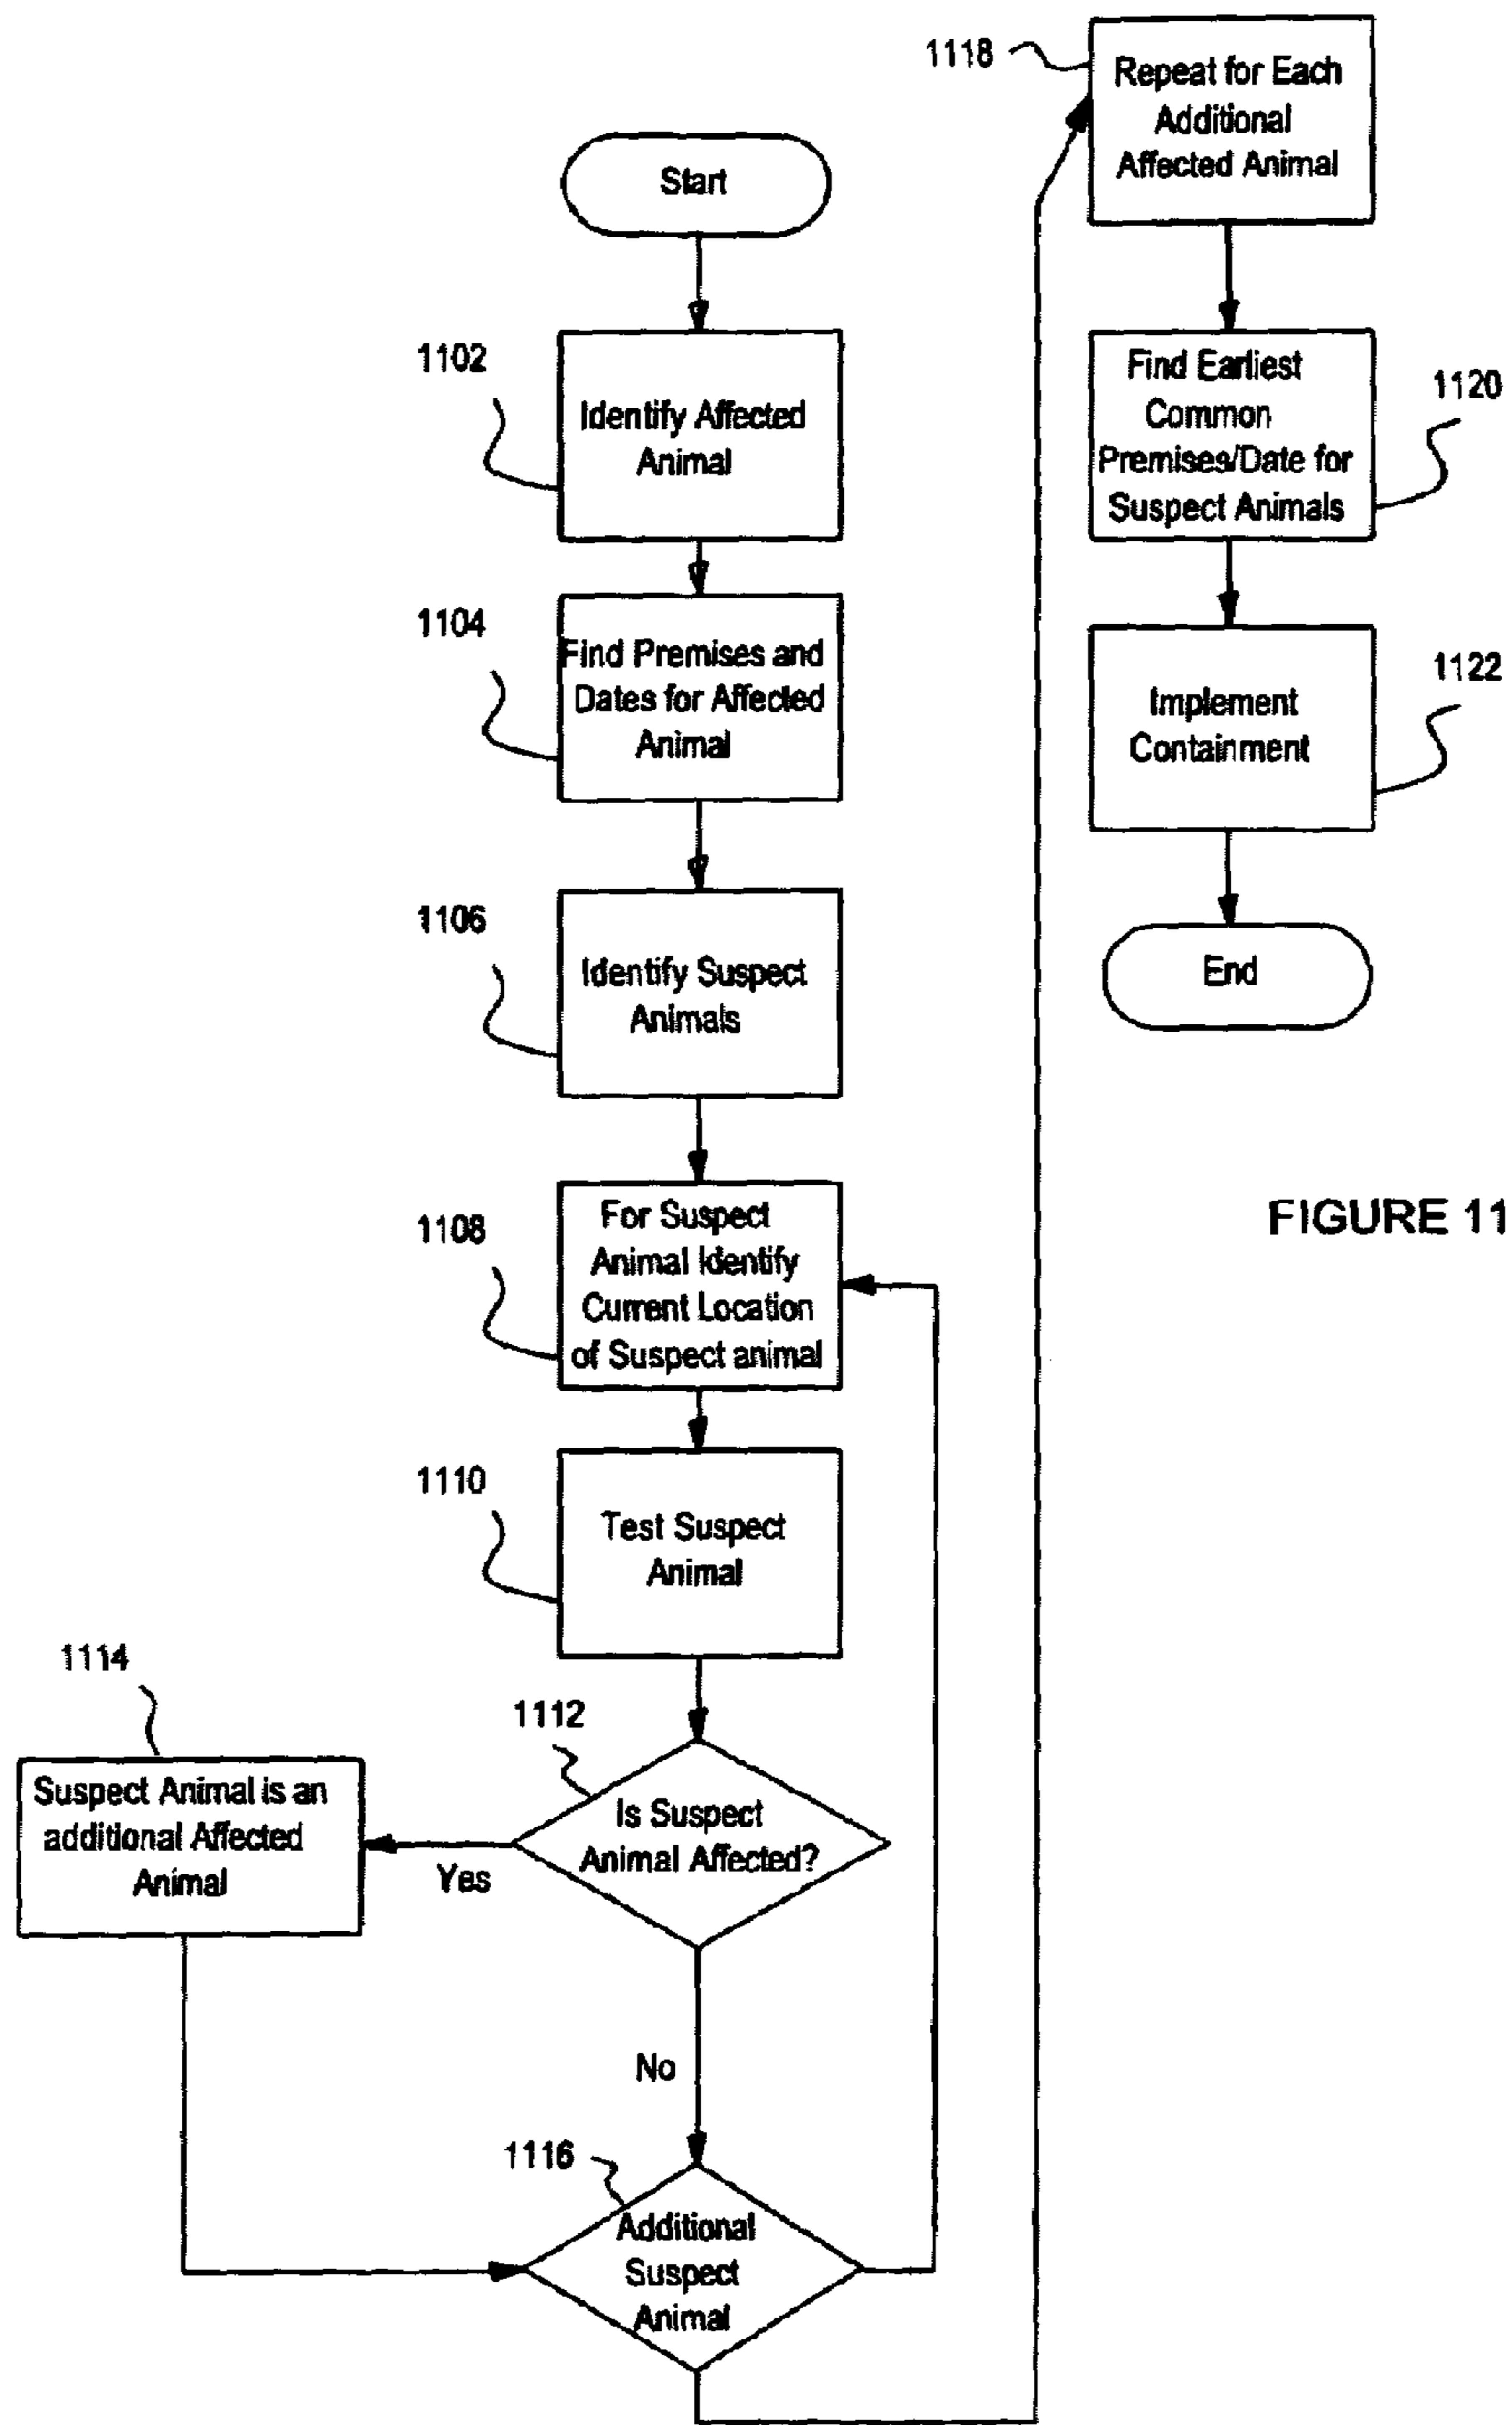 Start
1102
Identify Affected
Animal
1104
Find Premises and
Dates for Affected
Animal
1106
Identify Suspect
Animals
1108
For Suspect
Animal Identify
Current Location
of Suspect animal
1110
Test Suspect
Animal
1112
Is Suspect
Animal Affected?
Yes
No
1114
Suspect Animal is an
additional Affected
Animal
1116
Additional
Suspect
Animal
1118
Repeat for Each
Additional
Affected Animal
1120
Find Earliest
Common
Premises/Date for
Suspect Animals
1122
Implement
Containment
End
FIGURE 11